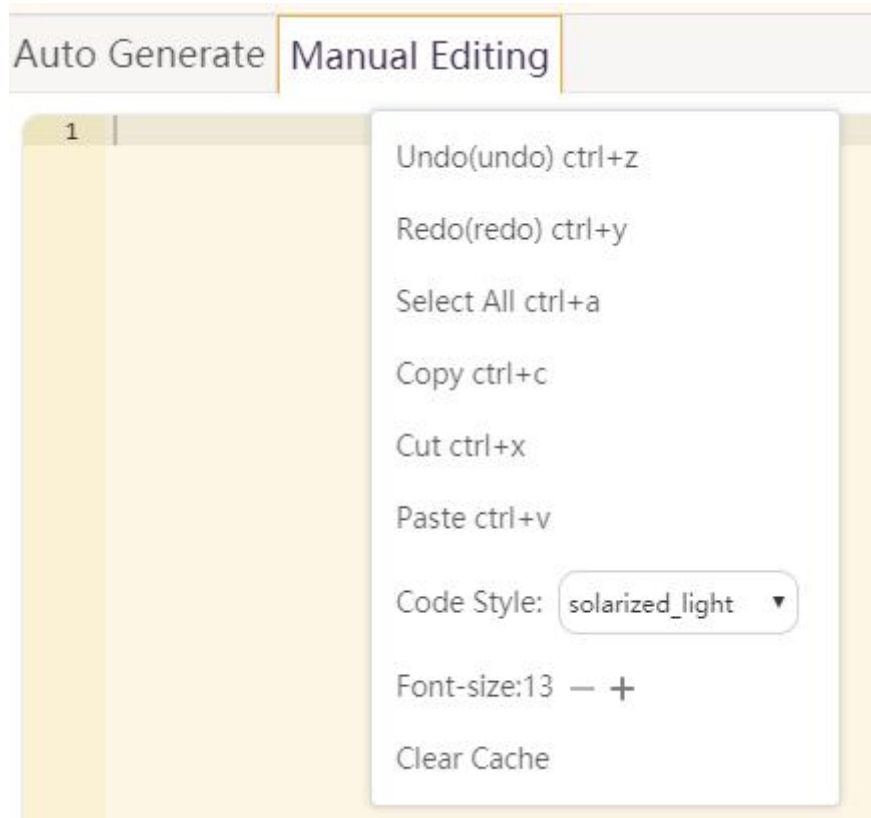 Auto Generate Manual Editing
1
Undo(undo) ctrl+z
Redo(redo) ctrl+y
Select All ctrl+a
Copy ctrl+c
Cut ctrl+x
Paste ctrl+v
Code Style: solarized_light
Font-size:13 — +
Clear Cache